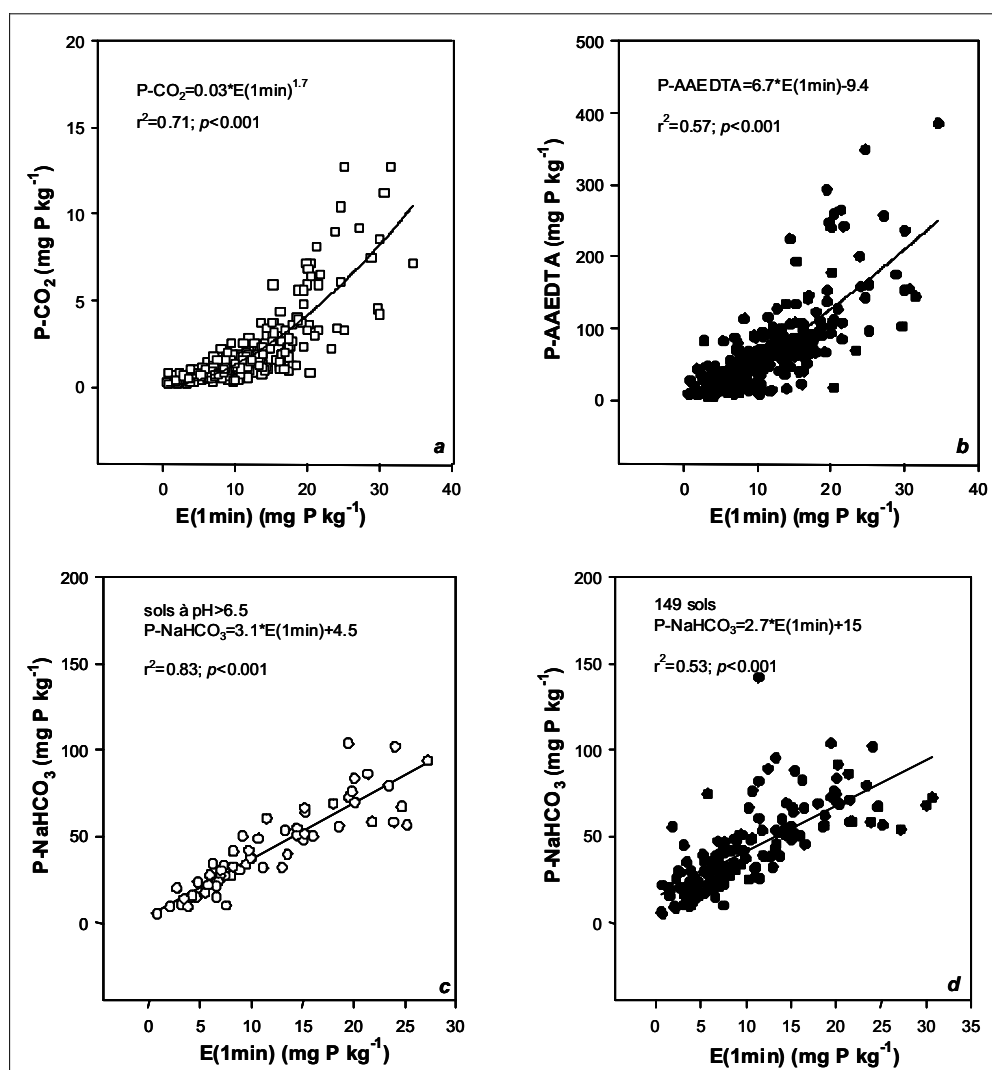 20
15
10
5
0
P-CO₂ (mg P kg⁻¹)
P-CO₂=0.03*E(1min)¹·⁷
r²=0.71; p<0.001
a
0 10 20 30 40
E(1min) (mg P kg⁻¹)
500
400
300
200
100
0
P-AAEDTA (mg P kg⁻¹)
P-AAEDTA=6.7*E(1min)-9.4
r²=0.57; p<0.001
b
0 10 20 30 40
E(1min) (mg P kg⁻¹)
200
150
100
50
0
P-NaHCO₃ (mg P kg⁻¹)
sols à pH>6.5
P-NaHCO₃=3.1*E(1min)+4.5
r²=0.83; p<0.001
c
0 5 10 15 20 25 30
E(1min) (mg P kg⁻¹)
200
150
100
50
0
P-NaHCO₃ (mg P kg⁻¹)
149 sols
P-NaHCO₃=2.7*E(1min)+15
r²=0.53; p<0.001
d
0 5 10 15 20 25 30 35
E(1min) (mg P kg⁻¹)